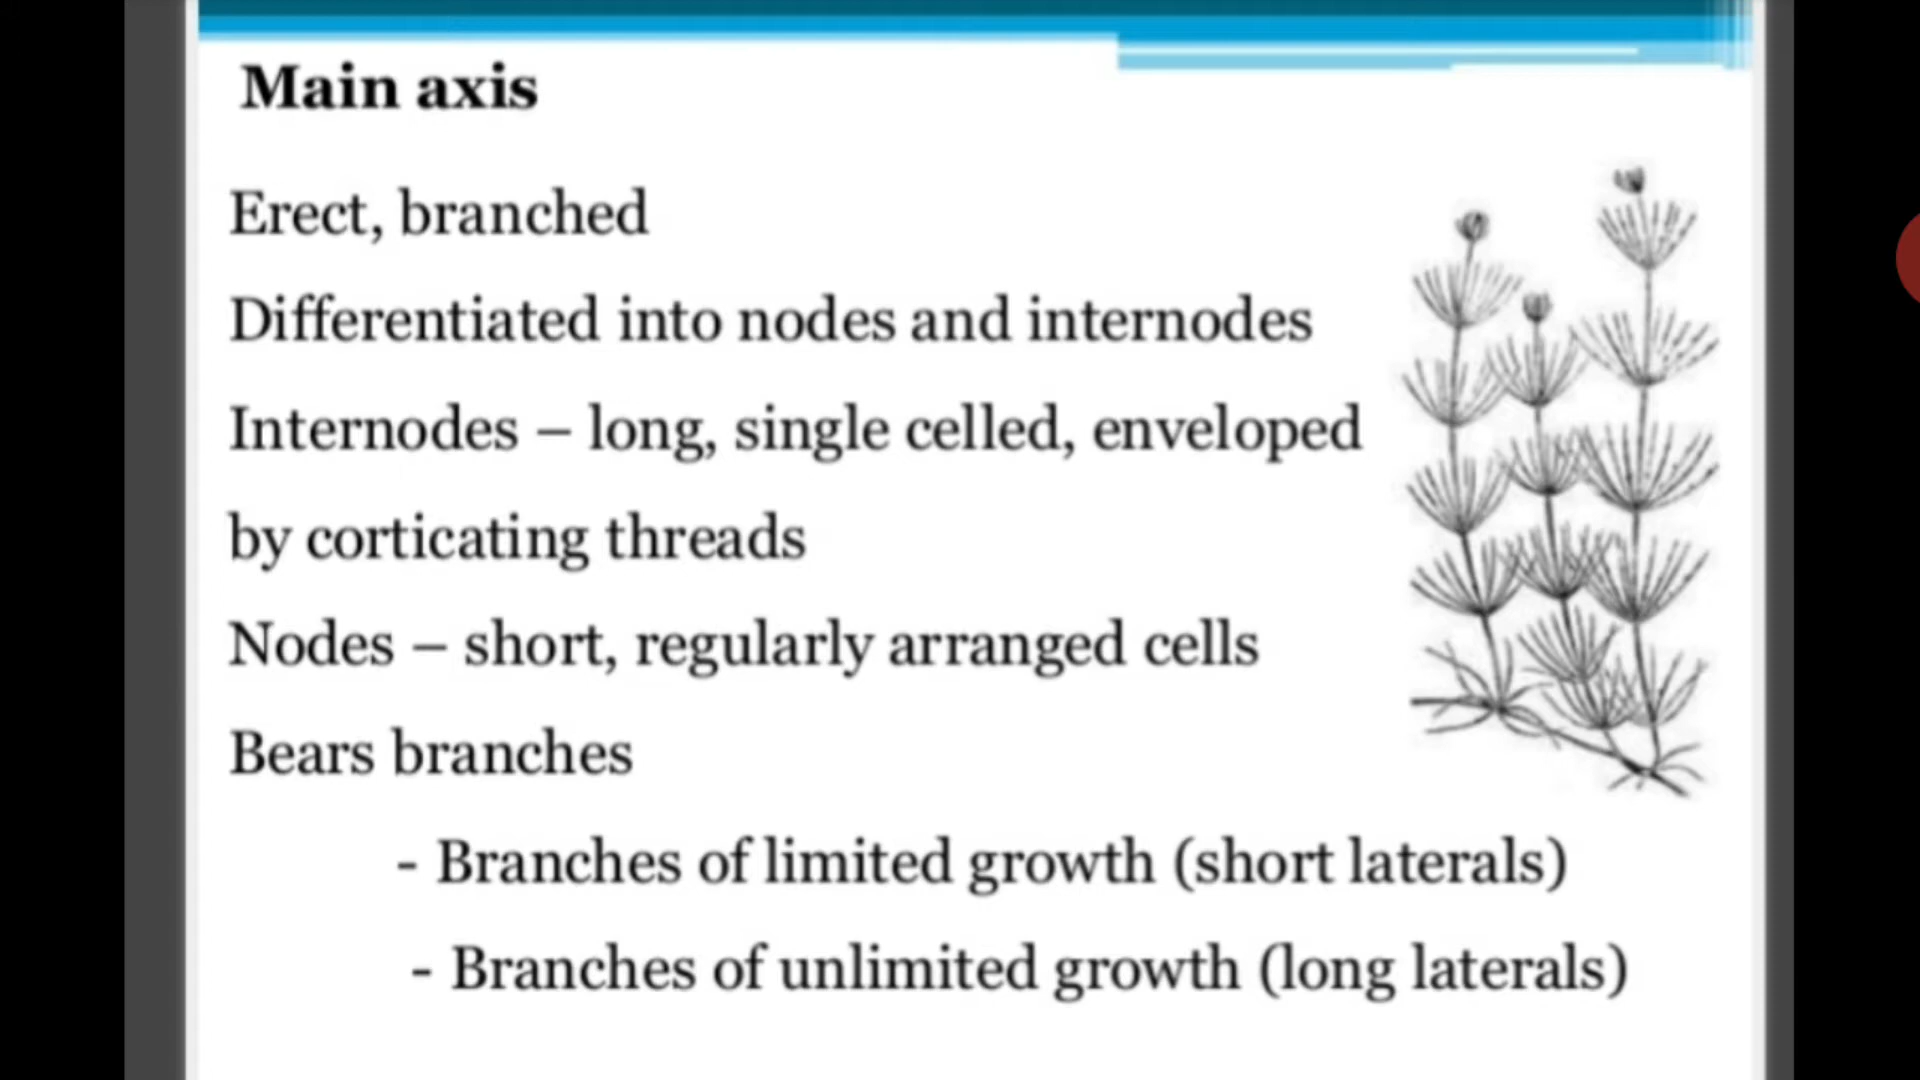 Main axis
Erect, branched
Differentiated into nodes and internodes
Internodes – long, single celled, enveloped
by corticating threads
Nodes – short, regularly arranged cells
Bears branches
- Branches of limited growth (short laterals)
- Branches of unlimited growth (long laterals)